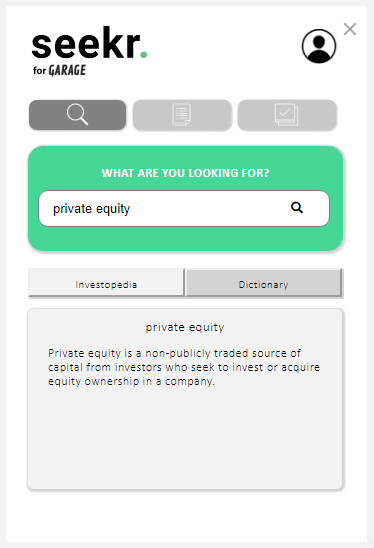 seekr.
for GARAGE
WHAT ARE YOU LOOKING FOR?
private equity
Investopedia
Dictionary
private equity
Private equity is a non-publicly traded source of
capital from investors who seek to invest or acquire
equity ownership in a company.